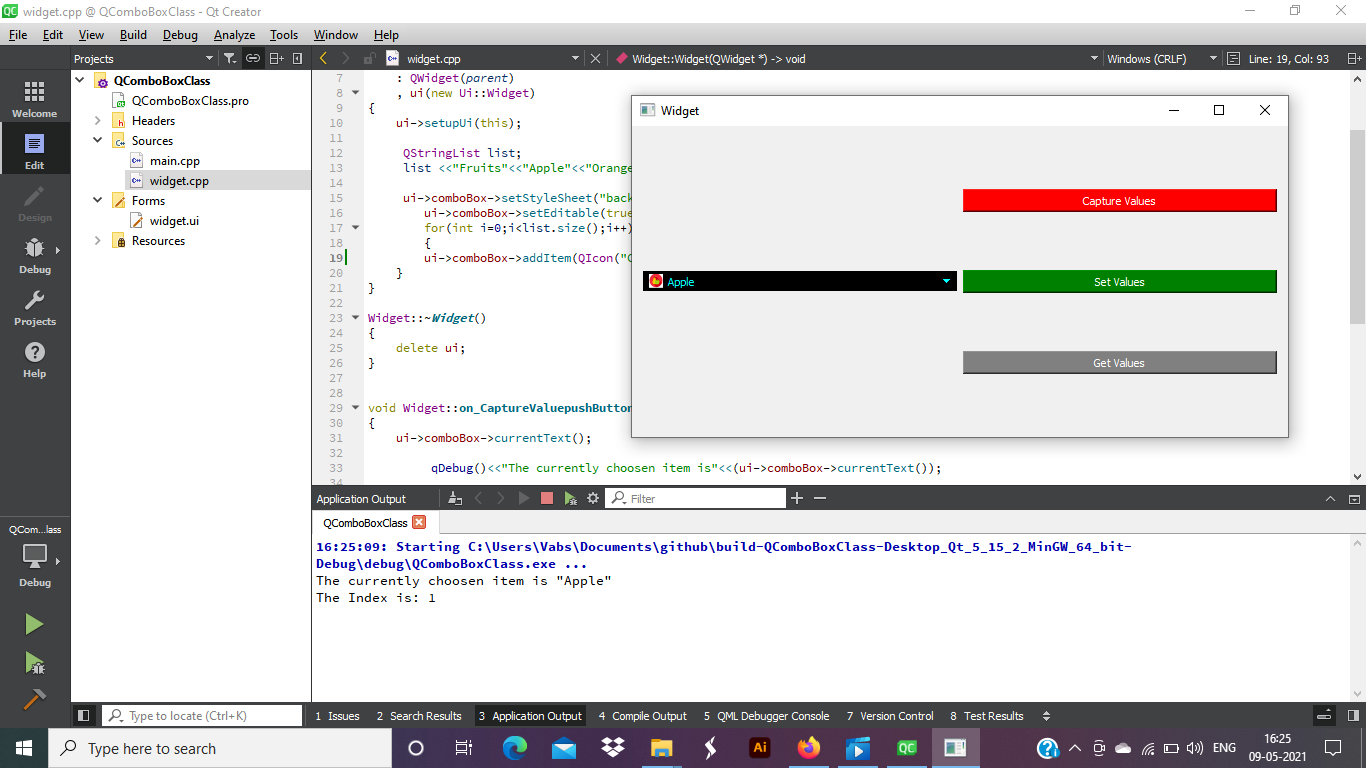 widget.cpp @ QComboBoxClass - Qt Creator
File Edit View Build Debug Analyze Tools Window Help
Projects
widget.cpp
Widget::Widget(QWidget *) -> void
Windows (CRLF)
Line: 19, Col: 93
Welcome
Edit
Design
Debug
Projects
Help
QComboBoxClass
QComboBoxClass.pro
Headers
Sources
main.cpp
widget.cpp
Forms
widget.ui
Resources
7 : QWidget(parent)
8 , ui(new Ui::Widget)
9 {
10 ui->setupUi(this);
11
12 QStringList list;
13 list <<"Fruits"<<"Apple"<<"Orange
14
15 ui->comboBox->setStyleSheet("back
16 ui->comboBox->setEditable(true
17 for(int i=0;i<list.size();i++)
18 {
19 ui->comboBox->addItem(QIcon("
20 }
21 }
22
23 Widget::~Widget()
24 {
25 delete ui;
26 }
27
28
29 void Widget::on_CaptureValuepushButton
30 {
31 ui->comboBox->currentText();
32
33 qDebug()<<"The currently choosen item is"<<(ui->comboBox->currentText());
34
Widget
Capture Values
Apple
Set Values
Get Values
Application Output
Filter
QComboBoxClass
16:25:09: Starting C:\Users\Vabs\Documents\github\build-QComboBoxClass-Desktop_Qt_5_15_2_MinGW_64_bit-
Debug\debug\QComboBoxClass.exe ...
The currently choosen item is "Apple"
The Index is: 1
QCom...lass
Debug
Type to locate (Ctrl+K)
1 Issues
2 Search Results
3 Application Output
4 Compile Output
5 QML Debugger Console
7 Version Control
8 Test Results
Type here to search
Ai
QC
ENG
16:25
09-05-2021